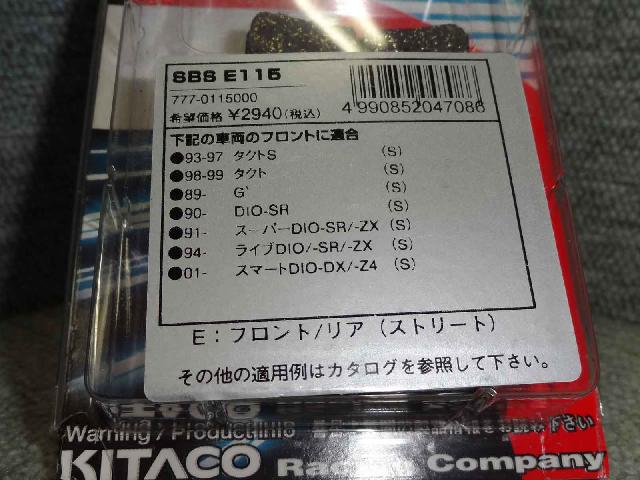 SBS E115
777-0115000
希望価格 ¥2940(税込)
4 990852 047086
下記の車両のフロントに適合
●93-97 タクトS (S)
●98-99 タクト (S)
●89- G' (S)
●90- DIO-SR (S)
●91- スーパーDIO-SR/-ZX (S)
●94- ライブDIO/-SR/-ZX (S)
●01- スマートDIO-DX/-Z4 (S)
E:フロント/リア(ストリート)
その他の適用例はカタログを参照して下さい。
Warning / Product Info
下さい
KITACO Racing Company